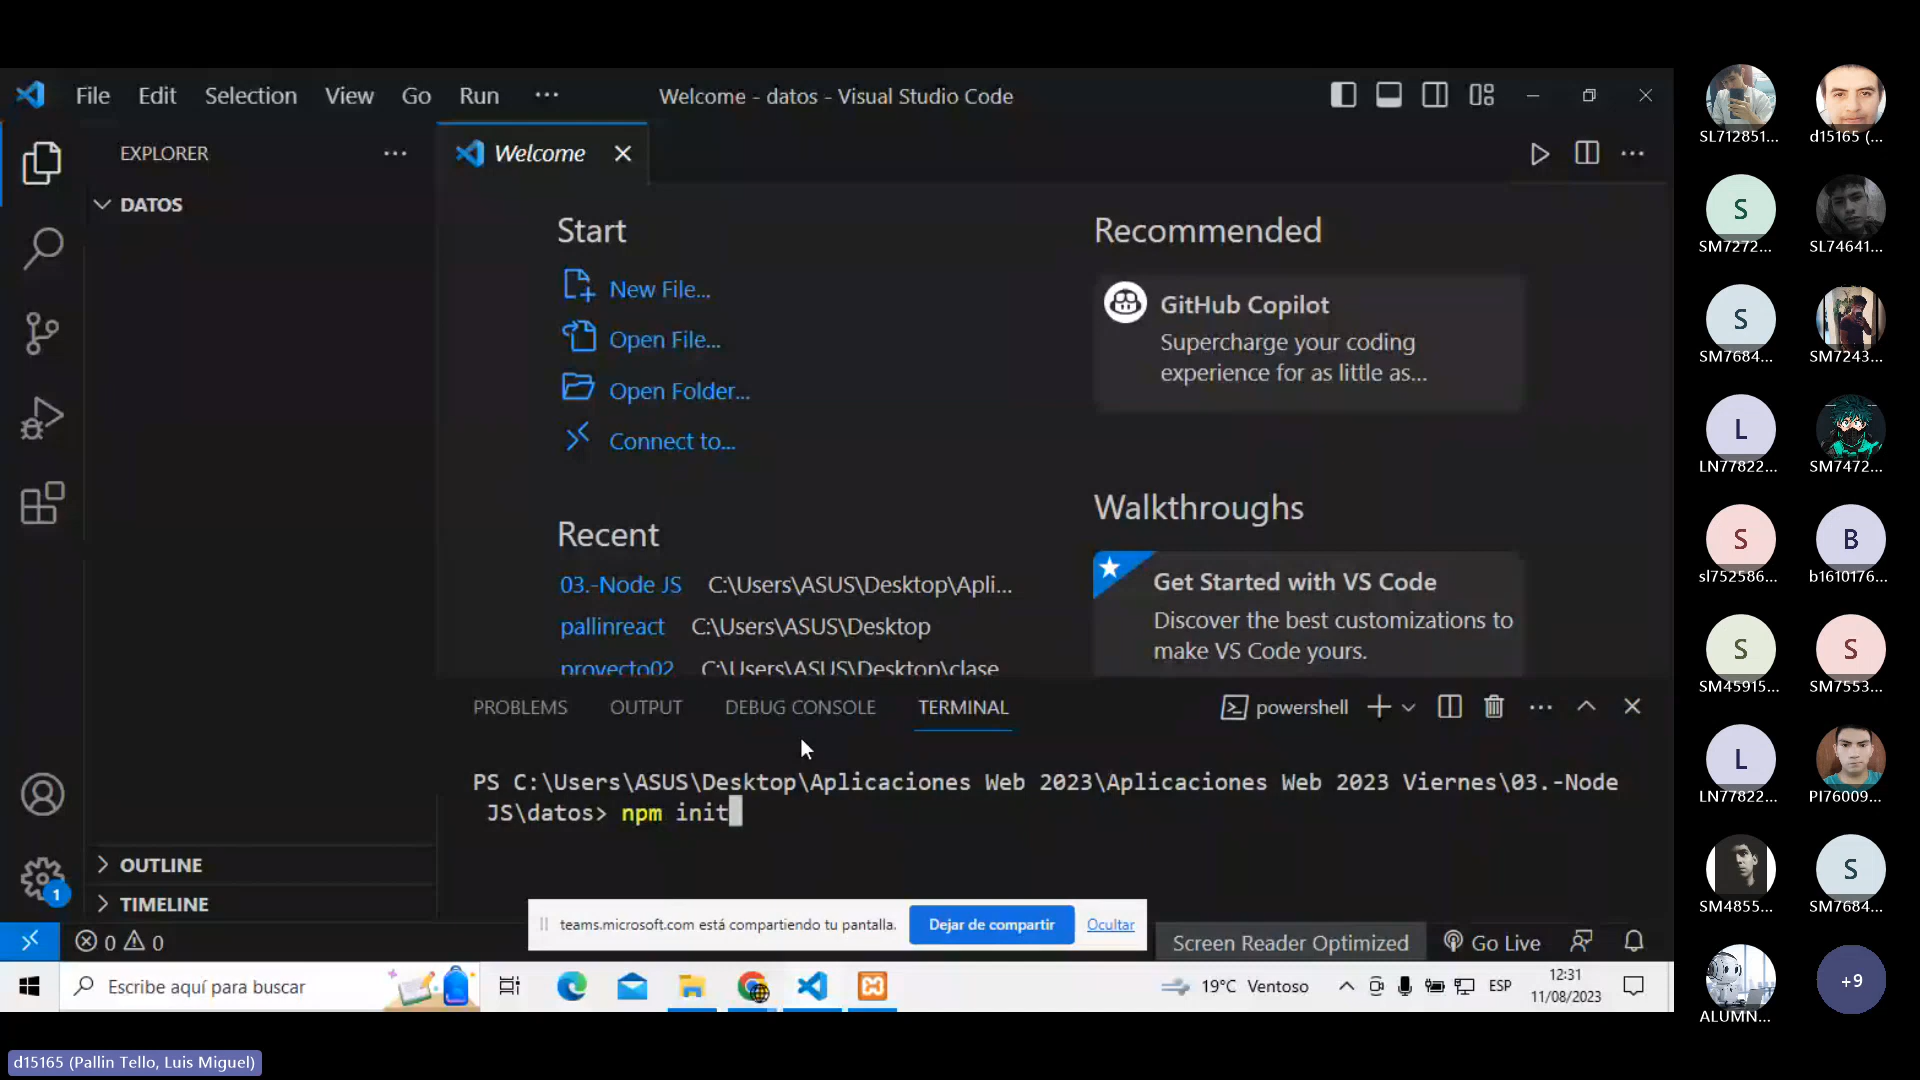 File Edit Selection View Go Run ··· Welcome - datos - Visual Studio Code
EXPLORER
DATOS
Welcome
Start
New File...
Open File...
Open Folder...
Connect to...
Recent
03.-Node JS C:\Users\ASUS\Desktop\Apli...
pallinreact C:\Users\ASUS\Desktop
proyecto02 C:\Users\ASUS\Desktop\clase
Recommended
GitHub Copilot
Supercharge your coding
experience for as little as...
Walkthroughs
Get Started with VS Code
Discover the best customizations to
make VS Code yours.
PROBLEMS OUTPUT DEBUG CONSOLE TERMINAL
powershell
PS C:\Users\ASUS\Desktop\Aplicaciones Web 2023\Aplicaciones Web 2023 Viernes\03.-Node
JS\datos> npm init
OUTLINE
TIMELINE
1
0 0
teams.microsoft.com está compartiendo tu pantalla. Dejar de compartir Ocultar
Screen Reader Optimized Go Live
Escribe aquí para buscar
19°C Ventoso
ESP
12:31
11/08/2023
SL712851...
d15165 (...
S
SM7272...
SL74641...
S
SM7684...
SM7243...
L
LN77822...
SM7472...
S
sl752586...
B
b1610176...
S
SM45915...
S
SM7553...
L
LN77822...
PI76009...
SM4855...
S
SM7684...
ALUMN...
+9
d15165 (Pallin Tello, Luis Miguel)